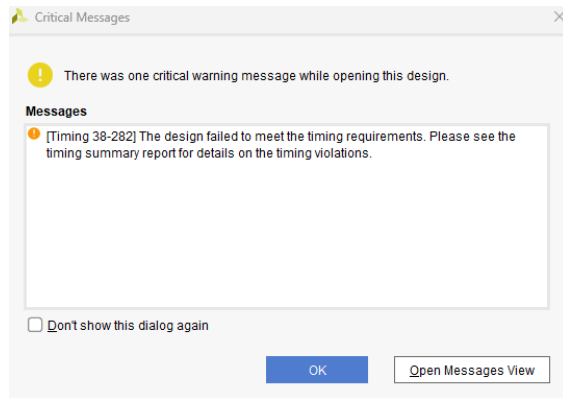 Critical Messages
There was one critical warning message while opening this design.
Messages
[Timing 38-282] The design failed to meet the timing requirements. Please see the
timing summary report for details on the timing violations.
Don't show this dialog again
OK
Open Messages View